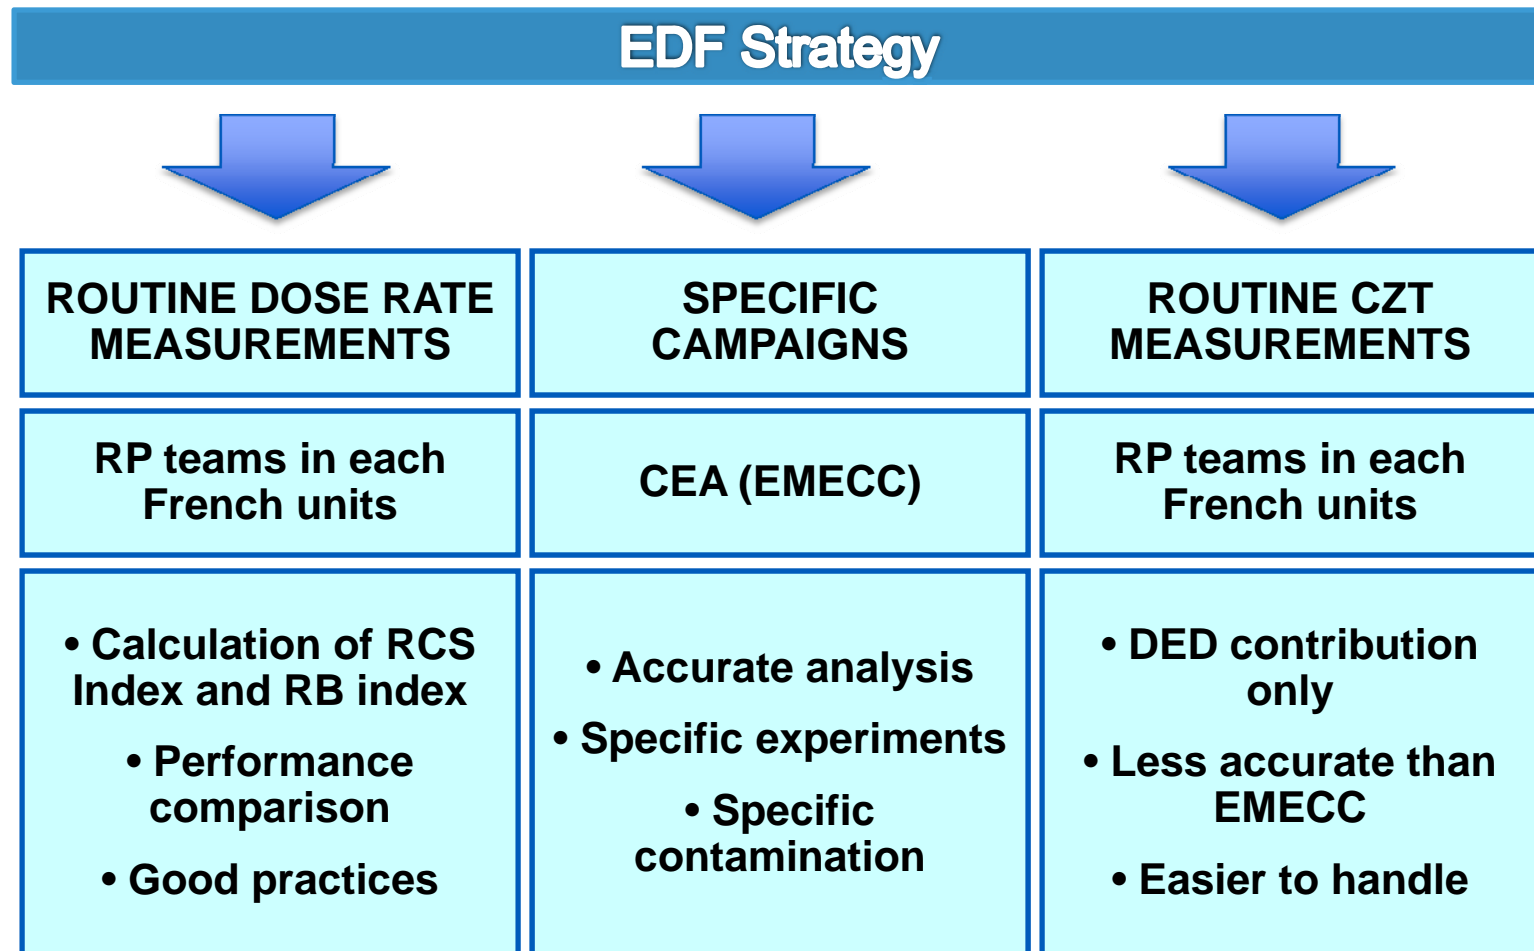 EDF Strategy
ROUTINE DOSE RATE
MEASUREMENTS
SPECIFIC
CAMPAIGNS
ROUTINE CZT
MEASUREMENTS
RP teams in each
French units
CEA (EMECC)
RP teams in each
French units
• Calculation of RCS
Index and RB index
• Performance
comparison
• Good practices
• Accurate analysis
• Specific experiments
• Specific
contamination
• DED contribution
only
• Less accurate than
EMECC
• Easier to handle